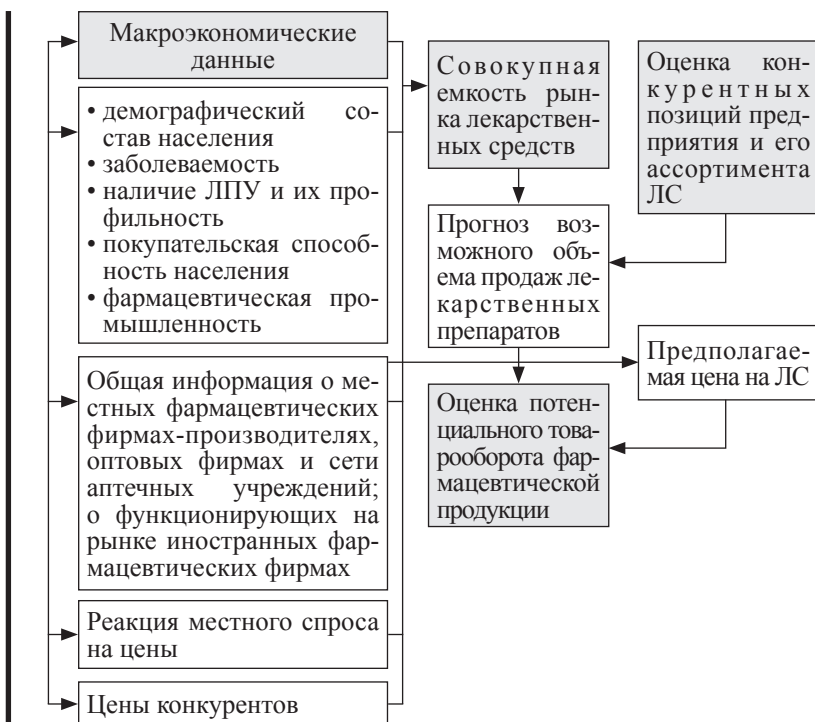 Макроэкономические
данные
• демографический со-
став населения
• заболеваемость
• наличие ЛПУ и их про-
фильность
• покупательская способ-
ность населения
• фармацевтическая про-
мышленность
Общая информация о ме-
стных фармацевтических
фирмах-производителях,
оптовых фирмах и сети
аптечных учреждений;
о функционирующих на
рынке иностранных фар-
мацевтических фирмах
Реакция местного спроса
на цены
Цены конкурентов
Совокупная
емкость рын-
ка лекарствен-
ных средств
Прогноз воз-
можного объ-
ема продаж ле-
карственных
препаратов
Оценка потен-
циального това-
рооборота фар-
мацевтической
продукции
Оценка кон-
курентных
позиций пред-
приятия и его
ассортимента
ЛС
Предполагае-
мая цена на ЛС